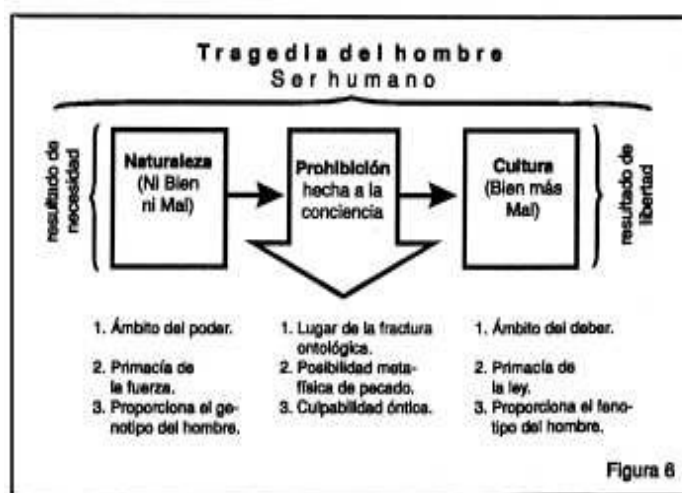 Tragedia del hombre
Ser humano
resultado de
necesidad
Naturaleza
(Ni Bien
ni Mal)
Prohibición
hecha a la
conciencia
Cultura
(Bien más
Mal)
resultado de
libertad
1. Ámbito del poder.
2. Primacía de
la fuerza.
3. Proporciona el ge-
notipo del hombre.
1. Lugar de la fractura
ontológica.
2. Posibilidad meta-
física de pecado.
3. Culpabilidad óntica.
1. Ámbito del deber.
2. Primacía de
la ley.
3. Proporciona el feno-
tipo del hombre.
Figura 6